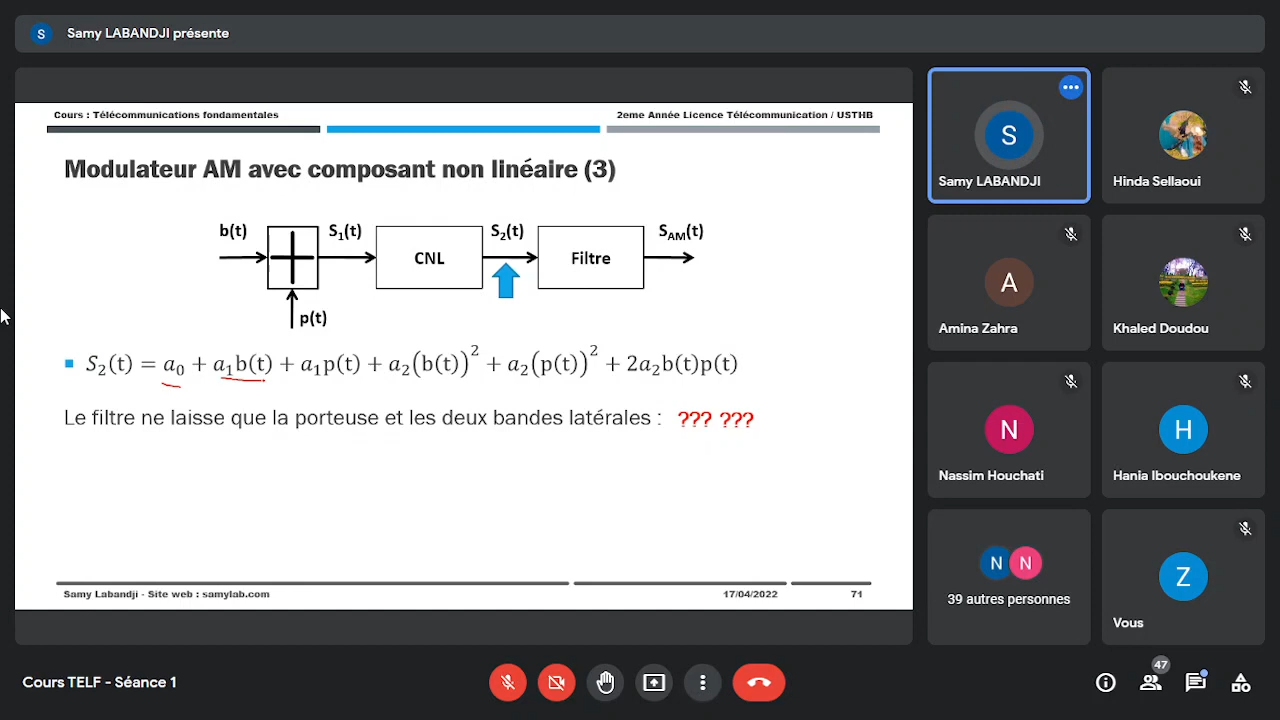 S Samy LABANDJI présente
Cours : Télécommunications fondamentales
2eme Année Licence Télécommunication / USTHB
Modulateur AM avec composant non linéaire (3)
b(t) S₁(t) S₂(t) S_AM(t)
CNL Filtre
p(t)
S₂(t) = a₀ + a₁b(t) + a₁p(t) + a₂(b(t))² + a₂(p(t))² + 2a₂b(t)p(t)
Le filtre ne laisse que la porteuse et les deux bandes latérales : ??? ???
Samy Labandji - Site web : samylab.com
17/04/2022
71
S
Samy LABANDJI
Hinda Sellaoui
A
Amina Zahra
Khaled Doudou
N
Nassim Houchati
H
Hania Ibouchoukene
N N
39 autres personnes
Z
Vous
Cours TELF - Séance 1
47